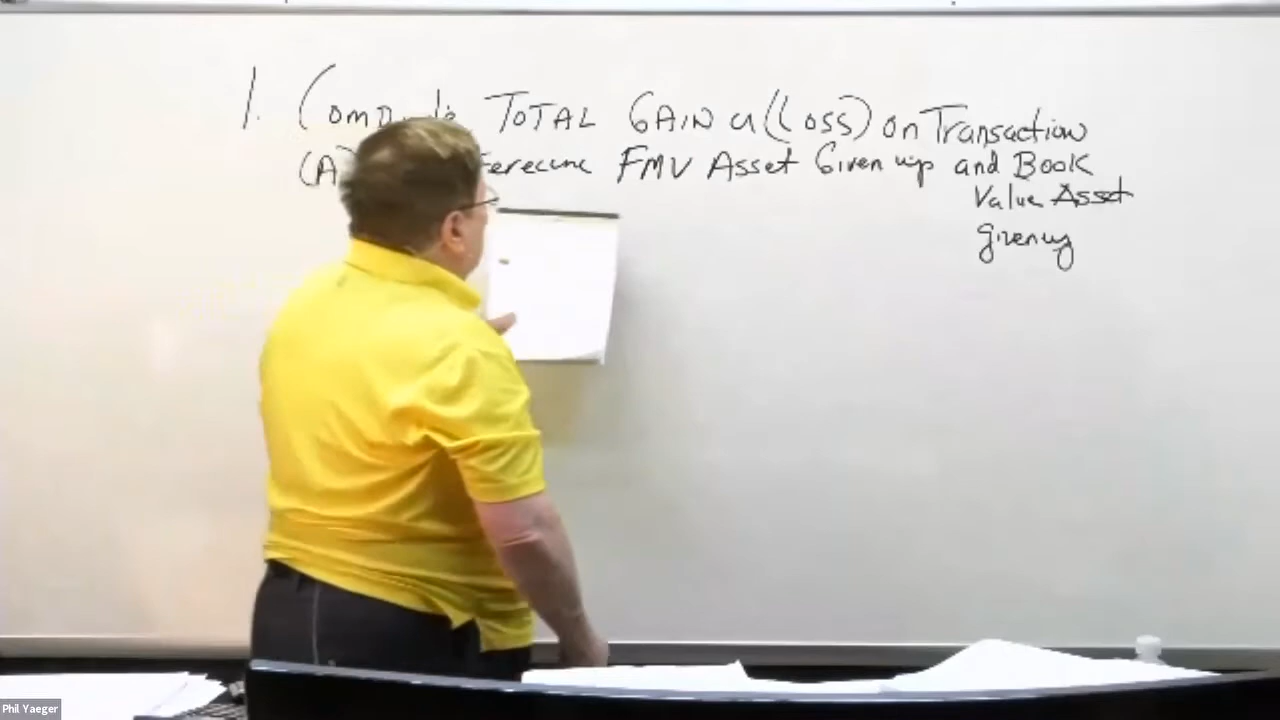 1. Compute TOTAL GAIN or (Loss) on Transaction
(A) FMV Asset Given up and Book
Value Asset
Given up
Phil Yaeger